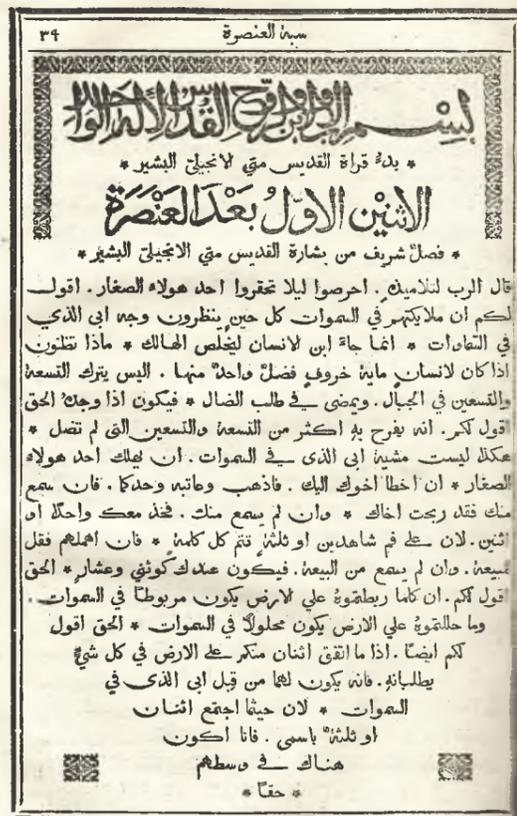 سبة العنصرة ٣٩
بسم الاب والابن والروح القدس الاله الواحد
* بدء قراة القديس متي الانجيلي البشير *
الاثنين الاول بعد العنصرة
* فصل شريف من بشارة القديس متي الانجيلي البشير *
قال الرب لتلاميذه . احرصوا ليلا تحقروا احد هولاء الصغار . اقول
لكم ان ملايكتهم في السموات كل حين ينظرون وجه ابي الذي
في السماوات * انما جاء ابن الانسان ليخلص الهالك * ماذا تظنون
اذا كان لانسان ماية خروف فضل واحد منها . اليس يترك التسعة
والتسعين في الجبال . ويمضي في طلب الضال * فيكون اذا وجده الحق
اقول لكم . انه يفرح به اكثر من التسعة والتسعين التي لم تضل *
هكذا ليست مشية ابي الذي في السموات . ان يهلك احد هولاء
الصغار * ان اخطا اخوك اليك . فاذهب وعاتبه وحدكما . فان سمع
منك فقد ربحت اخاك * وان لم يسمع منك . فخذ معك واحدا او
اثنين . لان علي فم شاهدين او ثلثة تتم كل كلمة * فان اهملهم فقل
للبيعة . وان لم يسمع من البيعة . فيكون عندك كوثني وعشار * الحق
اقول لكم . ان كلما ربطتموه علي الارض يكون مربوطا في السموات .
وما حللتموه علي الارض يكون محلولا في السموات * الحق اقول
لكم ايضا . اذا ما اتفق اثنان منكم علي الارض في كل شيء
يطلبانه . فانه يكون لهما من قبل ابي الذي في
السموات * لان حيثما اجتمع اثنان
او ثلثة باسمي . فانا اكون
هناك في وسطهم
* حقا *